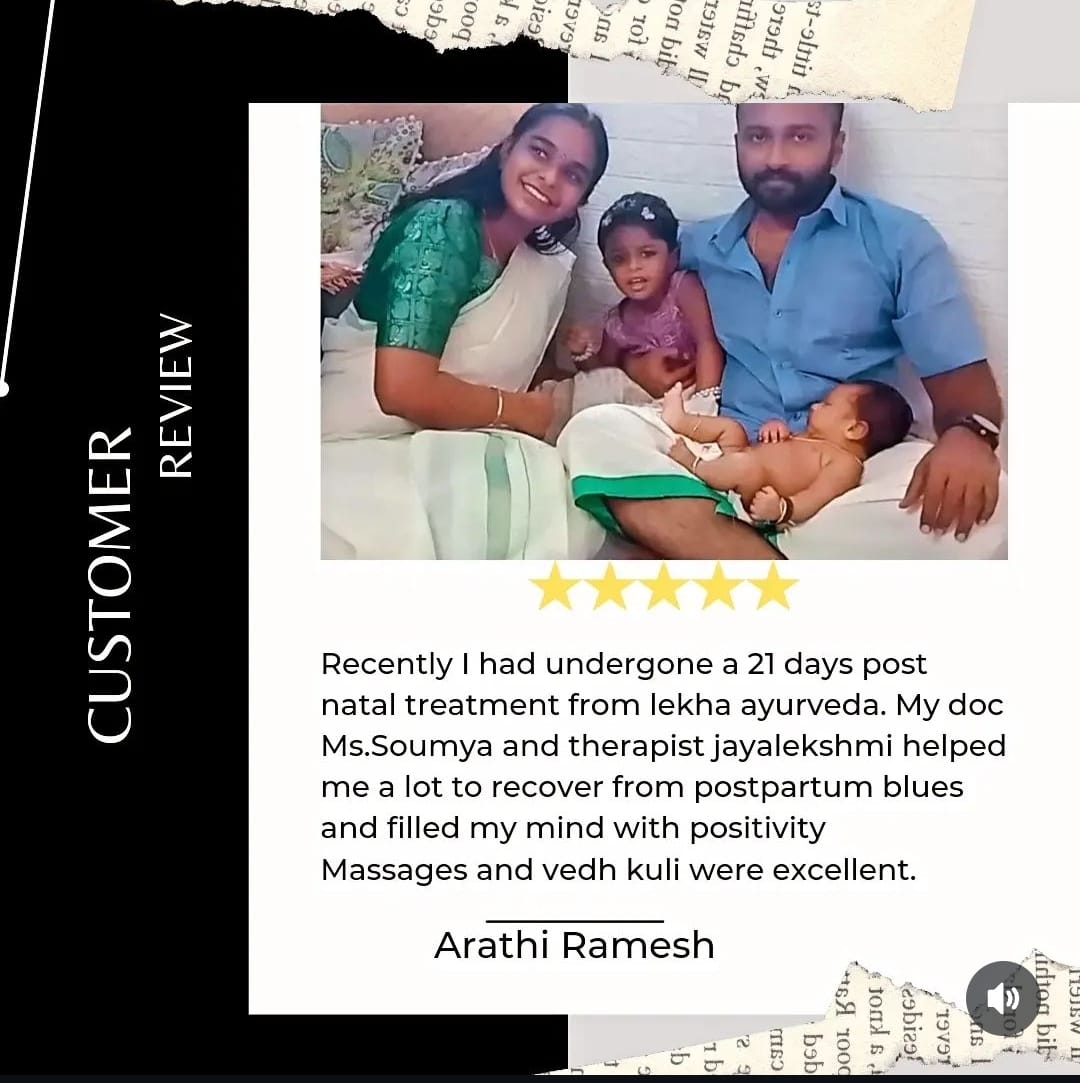 CUSTOMER
REVIEW
Recently I had undergone a 21 days post
natal treatment from lekha ayurveda. My doc
Ms.Soumya and therapist jayalekshmi helped
me a lot to recover from postpartum blues
and filled my mind with positivity
Massages and vedh kuli were excellent.
Arathi Ramesh